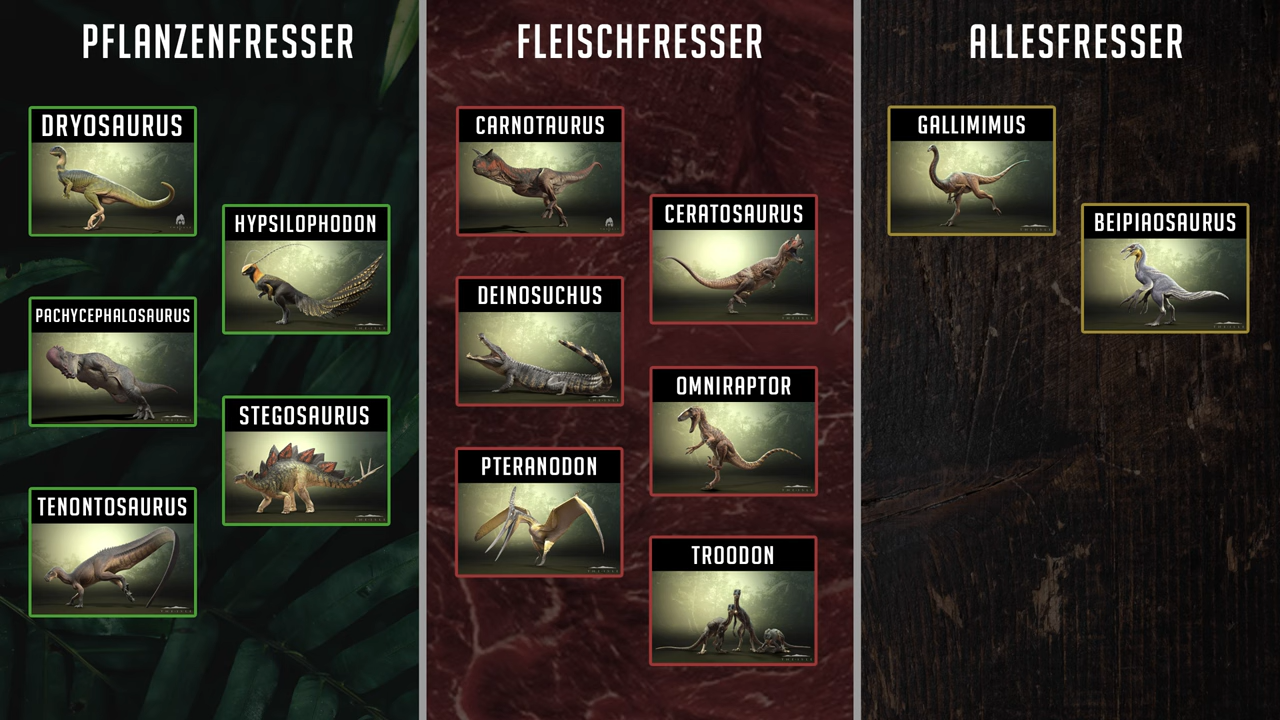 PFLANZENFRESSER
DRYOSAURUS
HYPSILOPHODON
PACHYCEPHALOSAURUS
STEGOSAURUS
TENONTOSAURUS
FLEISCHFRESSER
CARNOTAURUS
CERATOSAURUS
DEINOSUCHUS
OMNIRAPTOR
PTERANODON
TROODON
ALLESFRESSER
GALLIMIMUS
BEIPIAOSAURUS